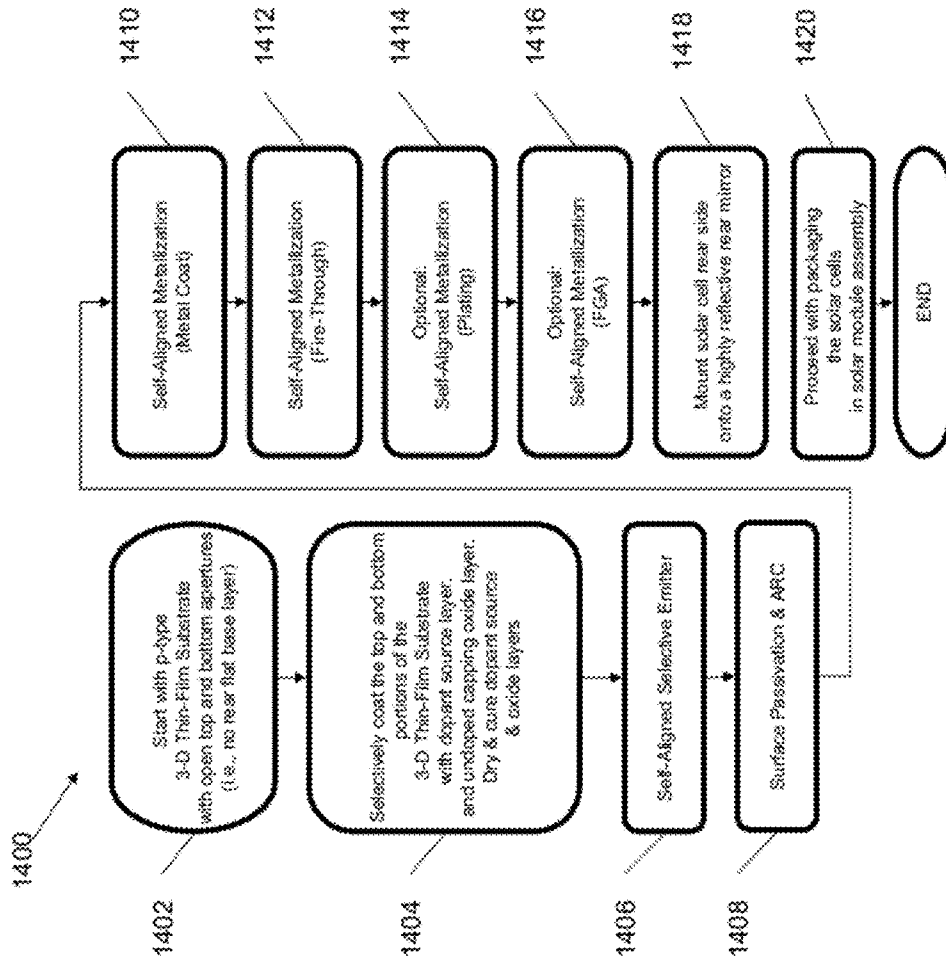 1400
1402
Start with p-type
3-D Thin-Film Substrate
with open top and bottom apertures
(i.e., no rear flat base layer)
1404
Selectively coat the top and bottom
portions of the
3-D Thin-Film Substrate
with dopant source layer.
and undoped capping oxide layer.
Dry & cure dopant source
& oxide layers
1406
Self-Aligned Selective Emitter
1408
Surface Passivation & ARC
1410
Self-Aligned Metallization
(Metal Coat)
1412
Self-Aligned Metallization
(Fire-Through)
1414
Optional:
Self-Aligned Metallization
(Plating)
1416
Optional:
Self-Aligned Metallization
(FGA)
1418
Mount solar cell rear side
onto a highly reflective rear mirror
1420
Proceed with packaging
the solar cells
in solar module assembly
END